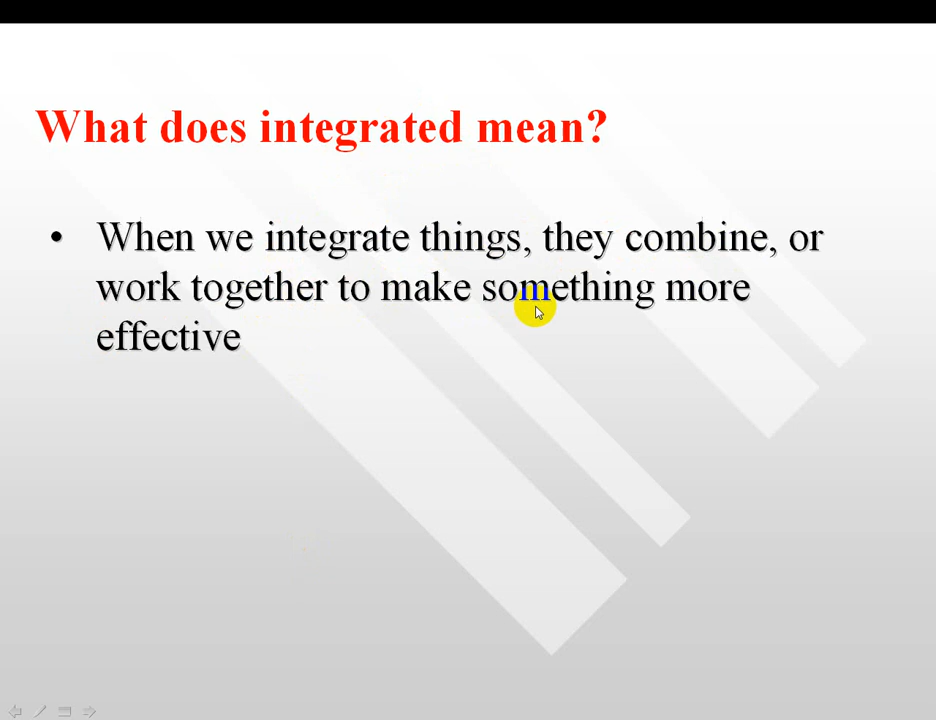 What does integrated mean?
• When we integrate things, they combine, or
work together to make something more
effective